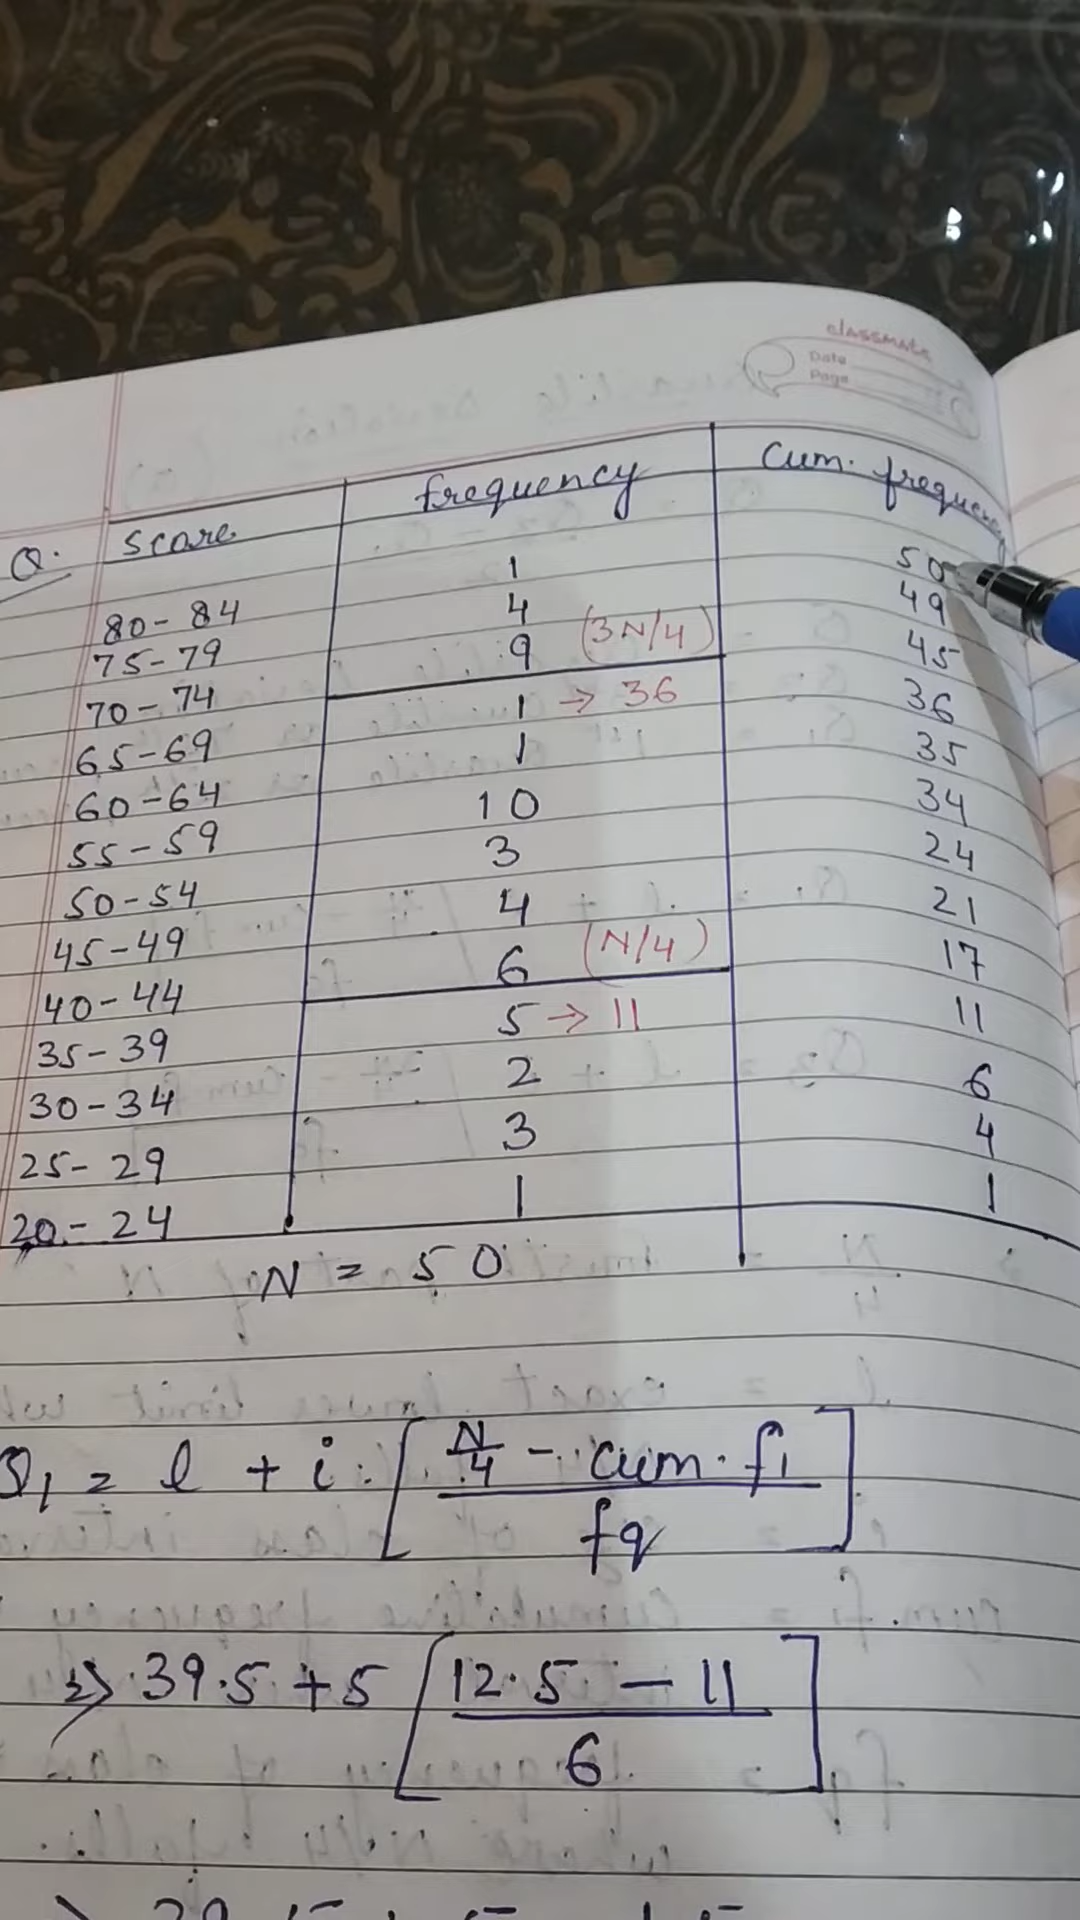 classmate
Date
Page
Q. Score frequency Cum. frequency
80-84 1 50
75-79 4 49
70-74 9 (3N/4) 45
65-69 1 → 36 36
60-64 1 35
55-59 10 34
50-54 3 24
45-49 4 21
40-44 6 (N/4) 17
35-39 5 → 11 11
30-34 2 6
25-29 3 4
20-24 1 1
N = 50
Q1 = l + i [N/4 - cum. f1 / fq]
=> 39.5 + 5 [12.5 - 11 / 6]